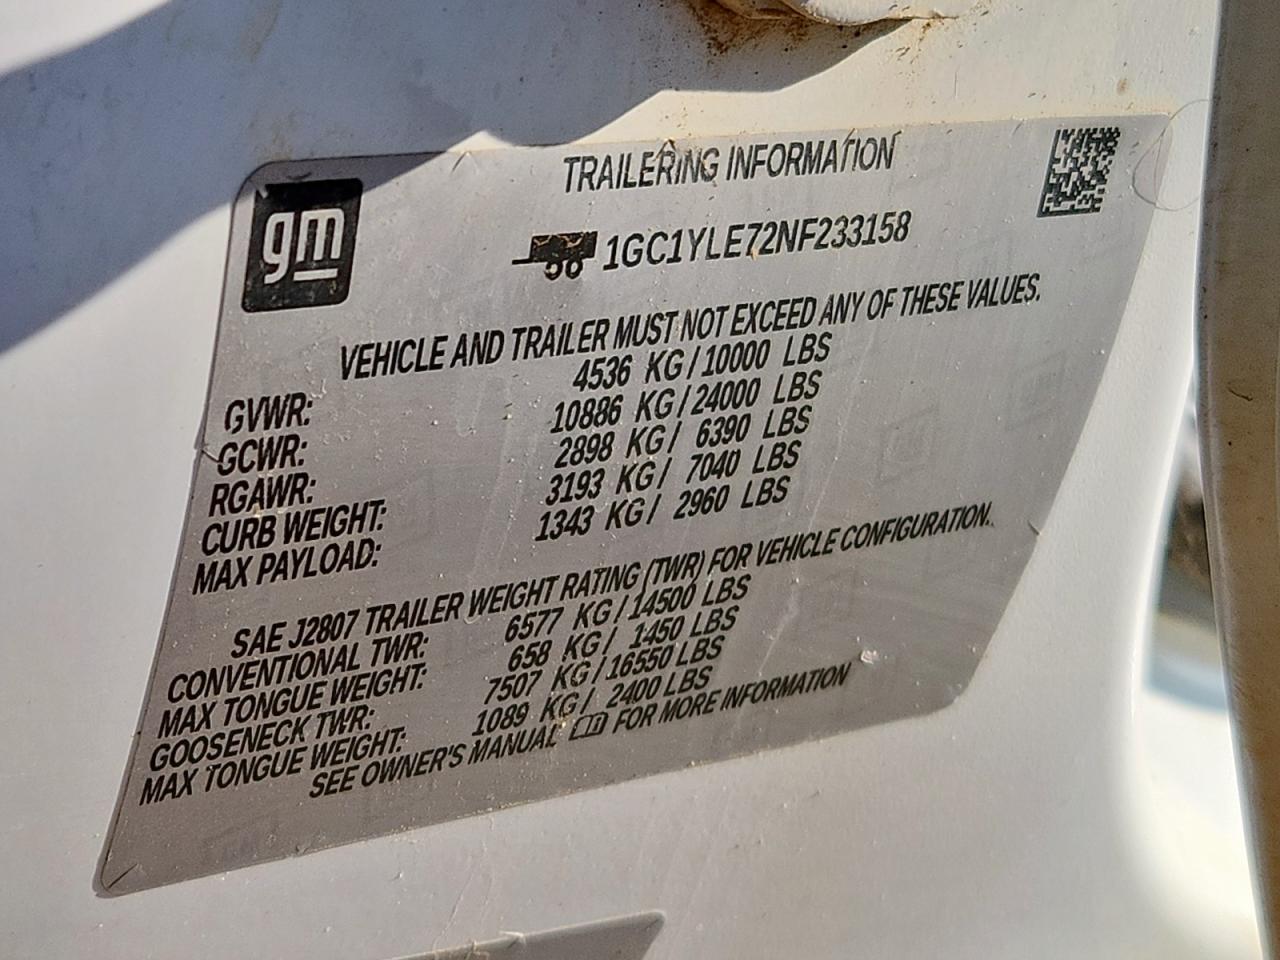 gm
TRAILERING INFORMATION
1GC1YLE72NF233158
VEHICLE AND TRAILER MUST NOT EXCEED ANY OF THESE VALUES.
GVWR: 4536 KG/10000 LBS
GCWR: 10886 KG/24000 LBS
RGAWR: 2898 KG/ 6390 LBS
CURB WEIGHT: 3193 KG/ 7040 LBS
MAX PAYLOAD: 1343 KG/ 2960 LBS
SAE J2807 TRAILER WEIGHT RATING (TWR) FOR VEHICLE CONFIGURATION.
CONVENTIONAL TWR: 6577 KG/14500 LBS
MAX TONGUE WEIGHT: 658 KG/ 1450 LBS
GOOSENECK TWR: 7507 KG/16550 LBS
MAX TONGUE WEIGHT: 1089 KG/ 2400 LBS
SEE OWNER'S MANUAL FOR MORE INFORMATION